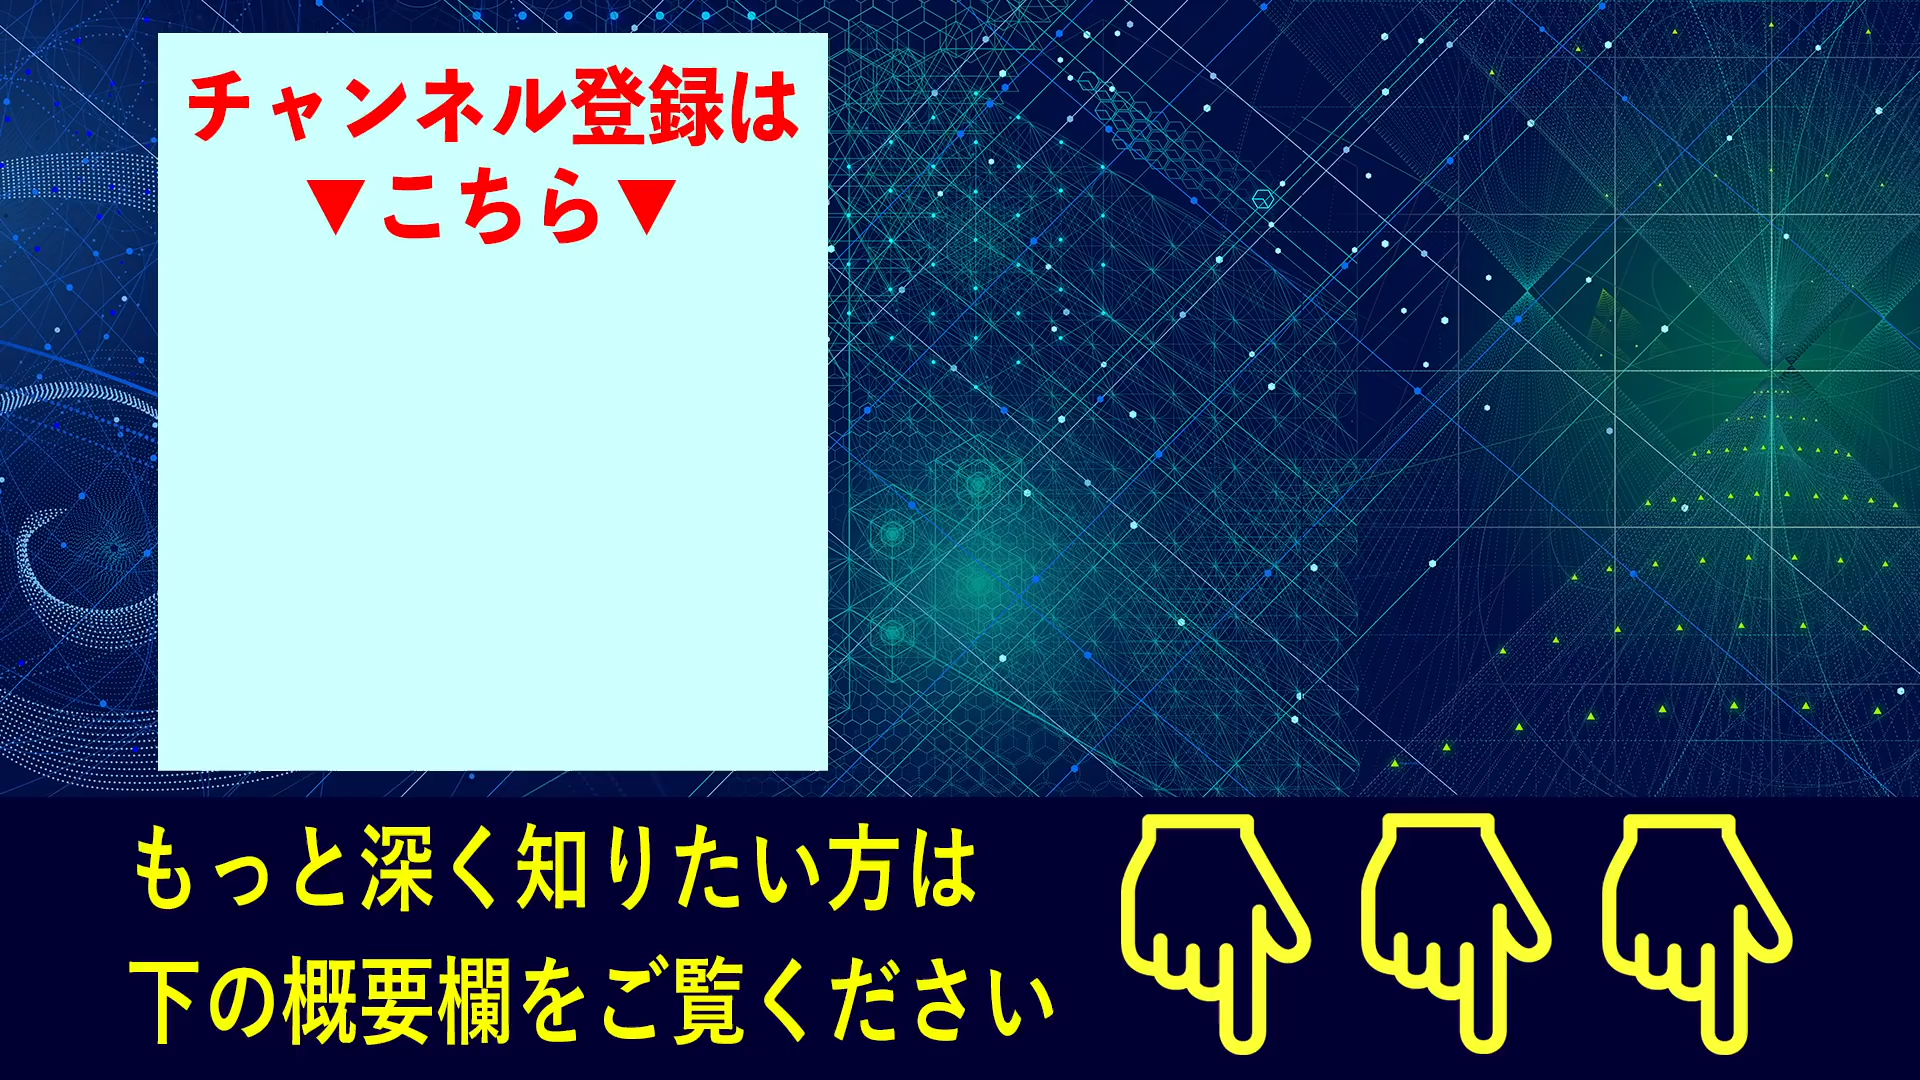 チャンネル登録は
▼こちら▼
もっと深く知りたい方は
下の概要欄をご覧ください